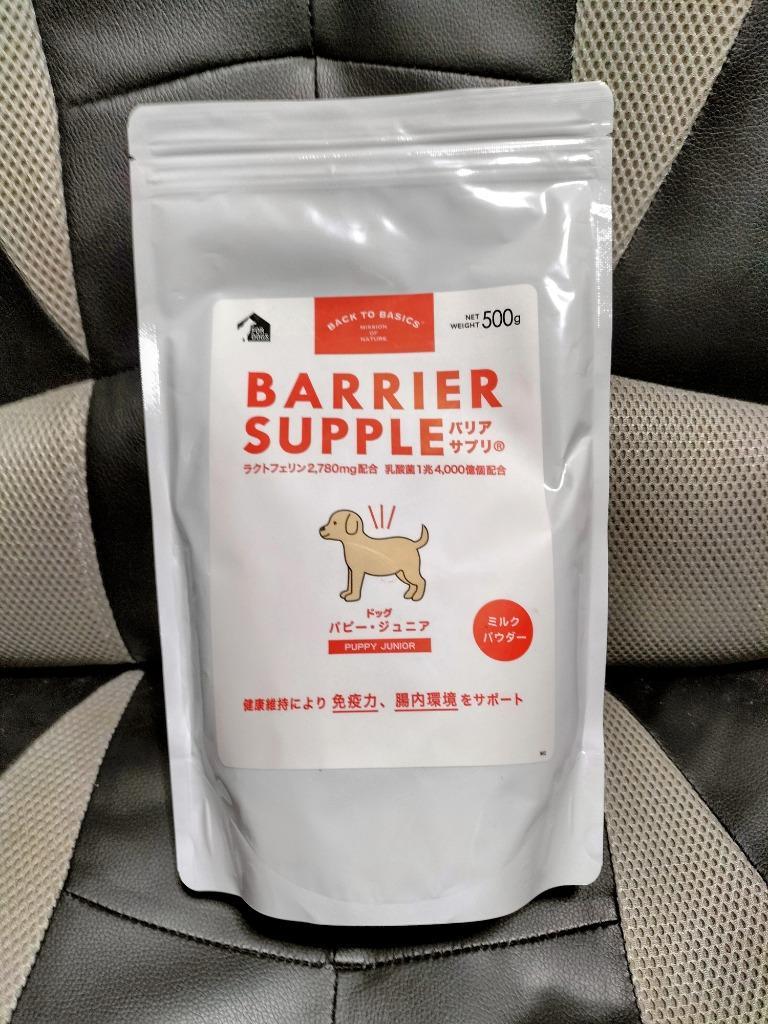 FOR DOGS
BACK TO BASICS™
MISSION
OF
NATURE
NET WEIGHT 500g
BARRIER
SUPPLE バリア サプリ®
ラクトフェリン2,780mg配合 乳酸菌1兆4,000億個配合
ドッグ
パピー・ジュニア
PUPPY JUNIOR
ミルク
パウダー
健康維持により 免疫力、腸内環境をサポート